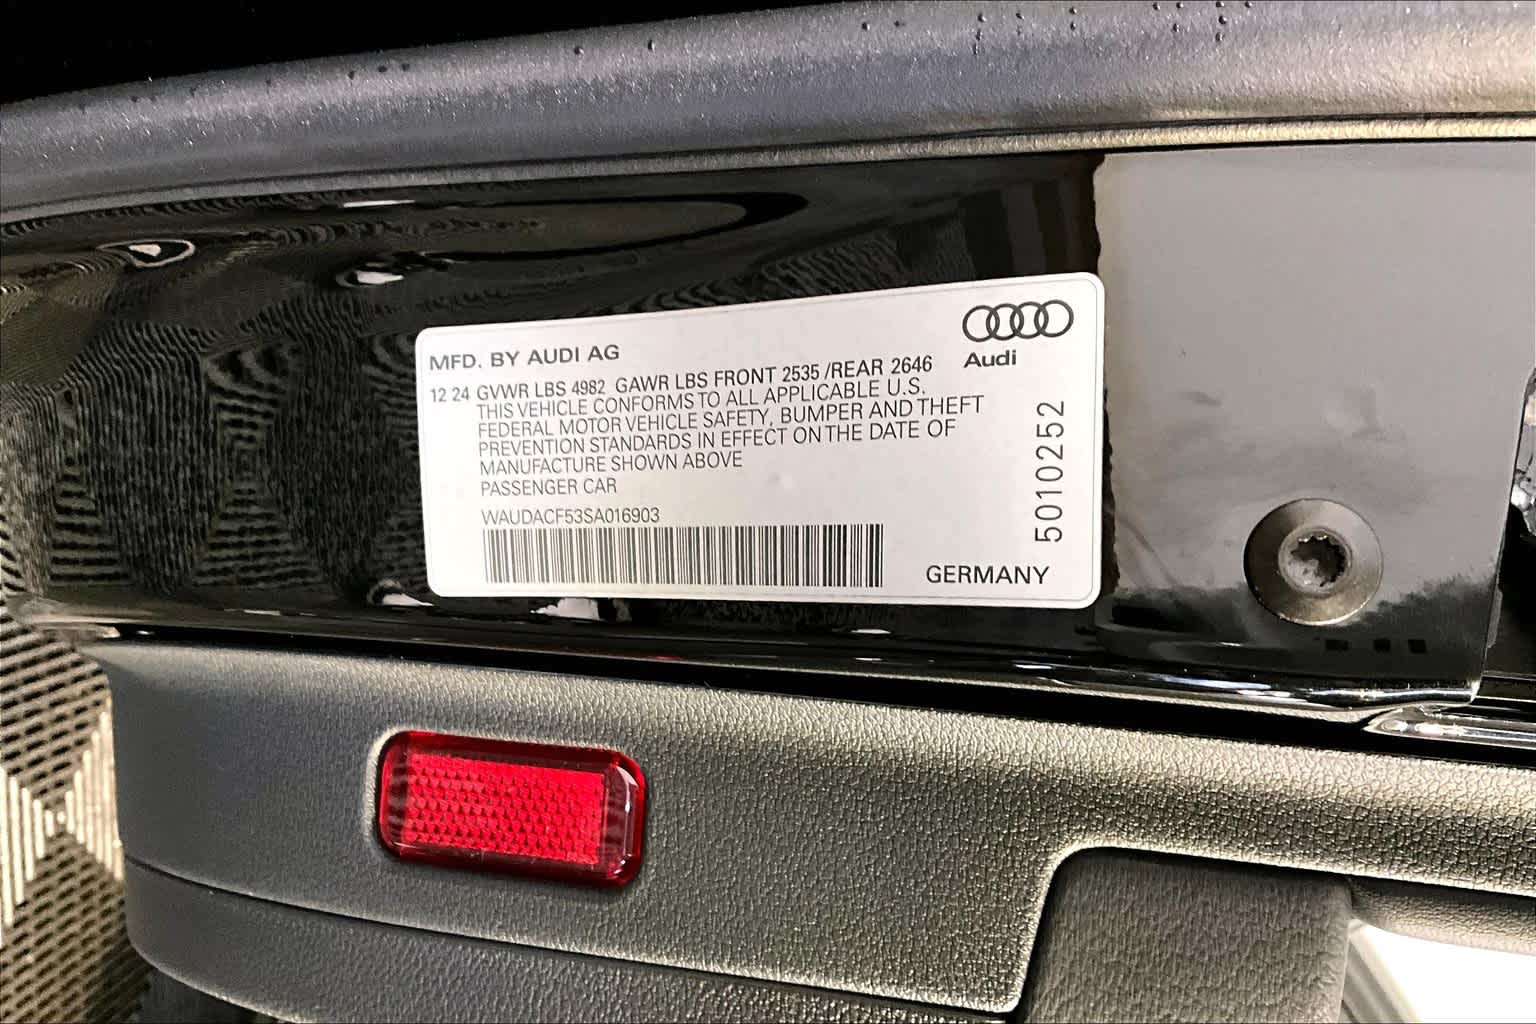 MFD. BY AUDI AG
Audi
12 24 GVWR LBS 4982 GAWR LBS FRONT 2535 /REAR 2646
THIS VEHICLE CONFORMS TO ALL APPLICABLE U.S.
FEDERAL MOTOR VEHICLE SAFETY, BUMPER AND THEFT
PREVENTION STANDARDS IN EFFECT ON THE DATE OF
MANUFACTURE SHOWN ABOVE
PASSENGER CAR
WAUDACF53SA016903
5010252
GERMANY